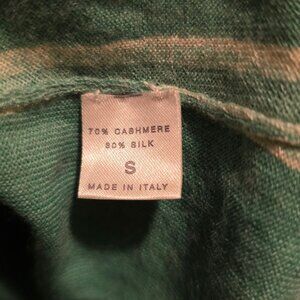 70% CASHMERE
30% SILK
S
MADE IN ITALY